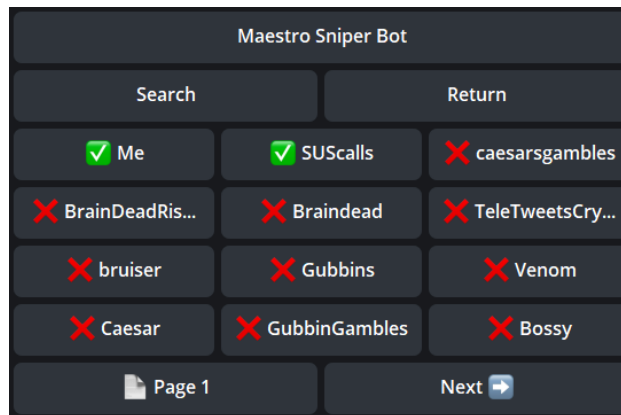 Maestro Sniper Bot
Search Return
✅ Me ✅ SUScalls ❌ caesarsgambles
❌ BrainDeadRis... ❌ Braindead ❌ TeleTweetsCry...
❌ bruiser ❌ Gubbins ❌ Venom
❌ Caesar ❌ GubbinGambles ❌ Bossy
📄 Page 1 Next ➡️